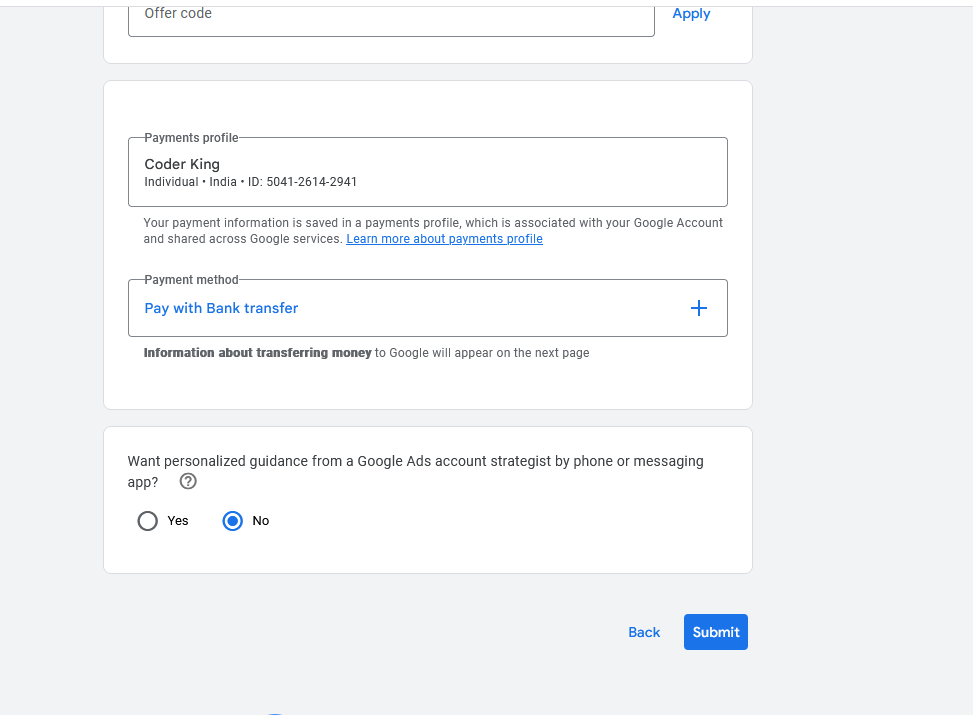 Offer code
Apply
Payments profile
Coder King
Individual • India • ID: 5041-2614-2941
Your payment information is saved in a payments profile, which is associated with your Google Account
and shared across Google services. Learn more about payments profile
Payment method
Pay with Bank transfer
Information about transferring money to Google will appear on the next page
Want personalized guidance from a Google Ads account strategist by phone or messaging
app?
Yes
No
Back
Submit